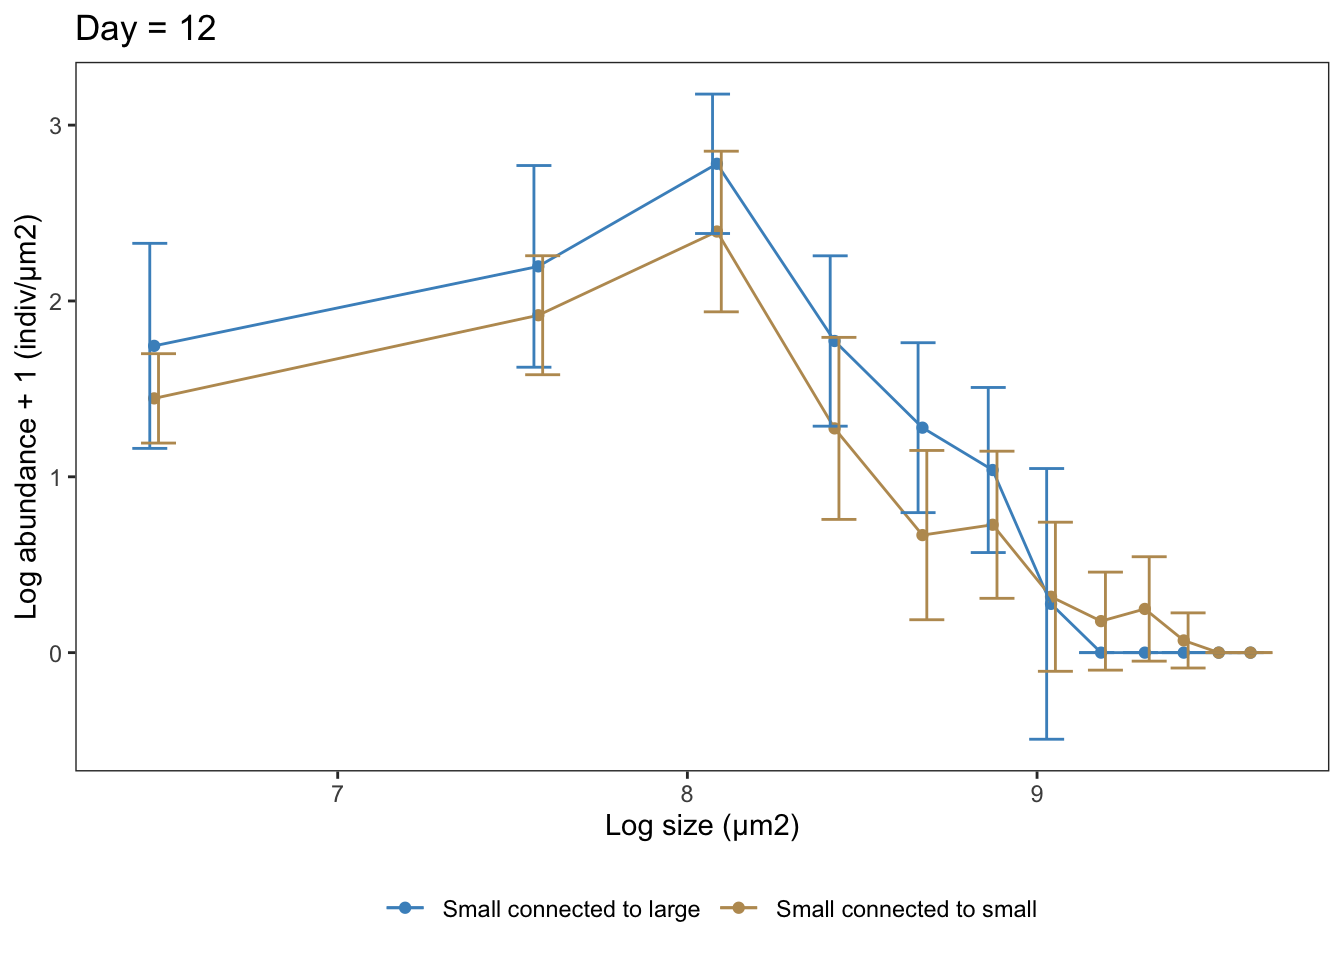 Day = 12
Log abundance + 1 (indiv/µm2)
3
2
1
0
7 8 9
Log size (µm2)
Small connected to large Small connected to small